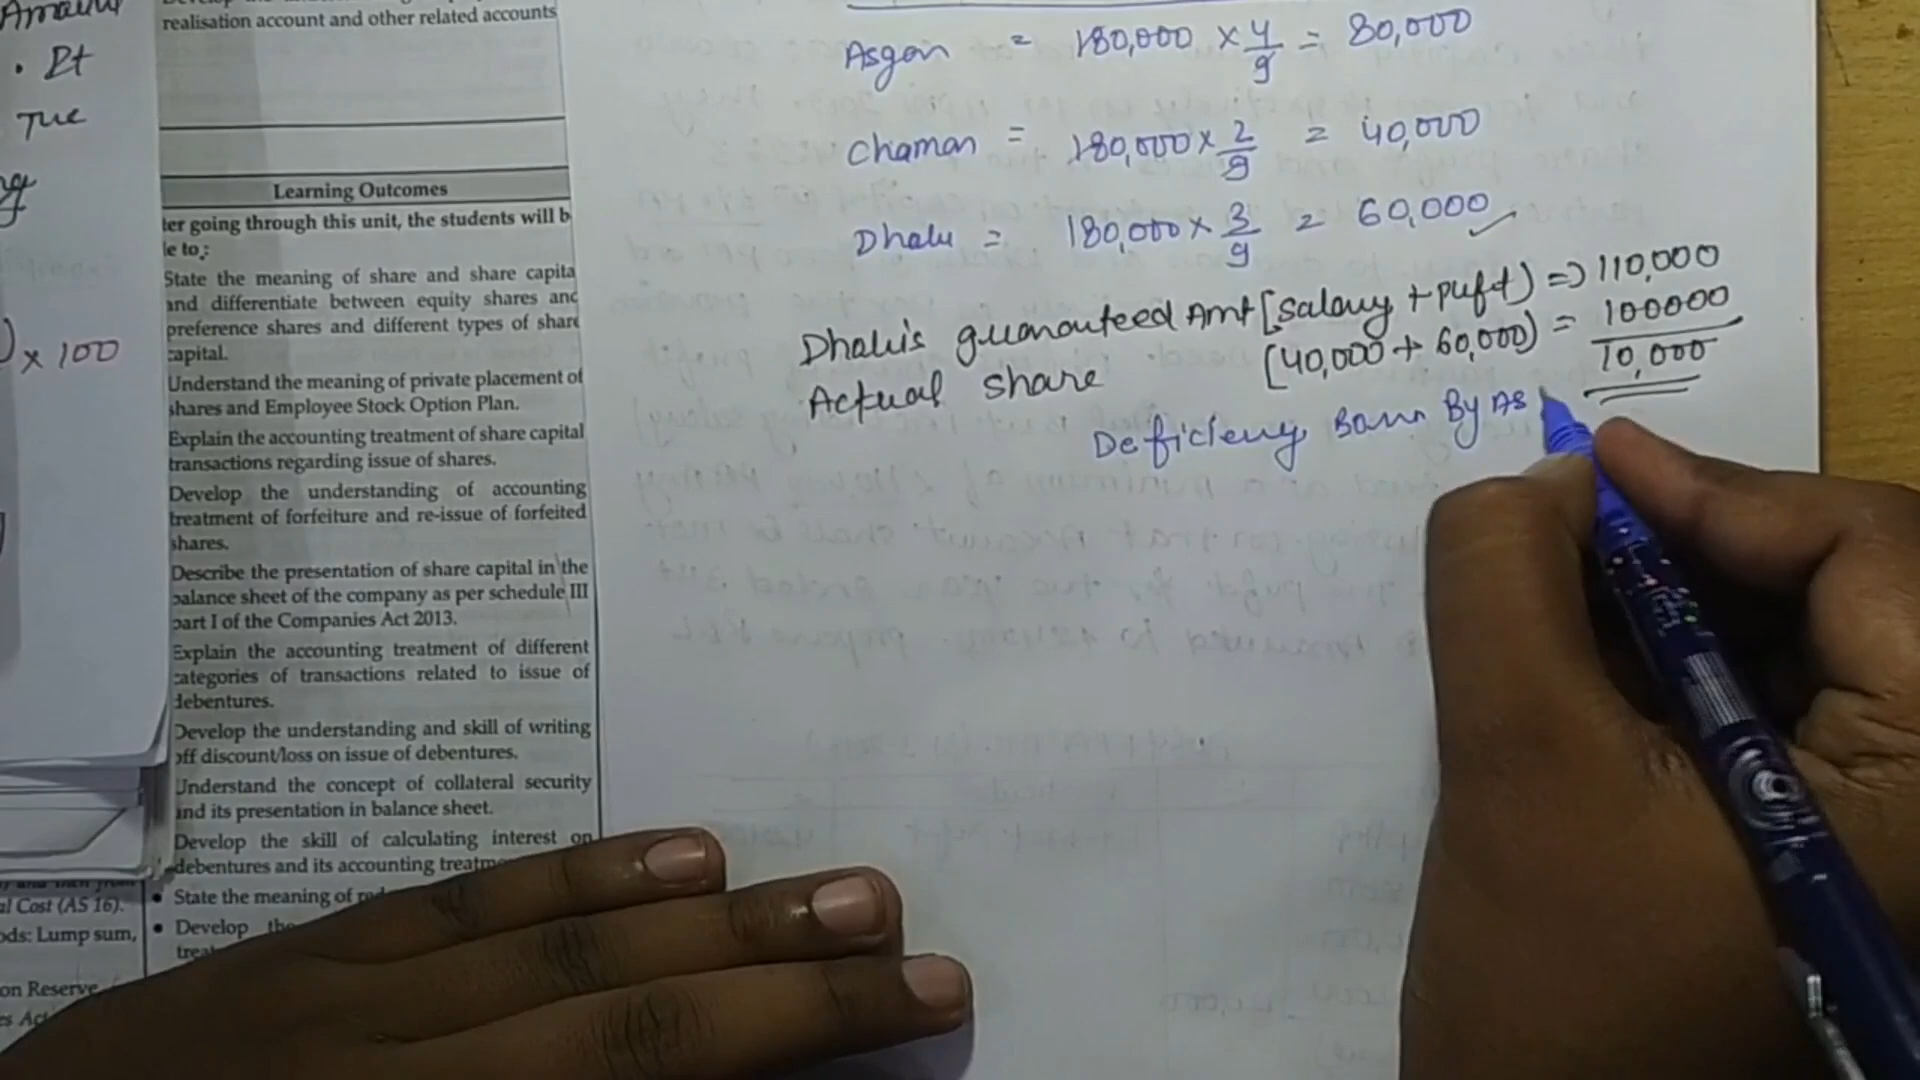 Amount
• Pt
The
x 100
al Cost (AS 16).
ods: Lump sum,
on Reserve,
realisation account and other related accounts
Learning Outcomes
ter going through this unit, the students will b
le to :
State the meaning of share and share capita
and differentiate between equity shares and
preference shares and different types of share
capital.
Understand the meaning of private placement of
shares and Employee Stock Option Plan.
Explain the accounting treatment of share capital
transactions regarding issue of shares.
Develop the understanding of accounting
treatment of forfeiture and re-issue of forfeited
shares.
Describe the presentation of share capital in the
balance sheet of the company as per schedule III
part I of the Companies Act 2013.
Explain the accounting treatment of different
categories of transactions related to issue of
debentures.
Develop the understanding and skill of writing
off discount/loss on issue of debentures.
Understand the concept of collateral security
and its presentation in balance sheet.
Develop the skill of calculating interest on
debentures and its accounting treatm
• State the meaning of
• Develop the
Asgar = 180,000 x 4/9 = 80,000
Chaman = 180,000 x 2/9 = 40,000
Dhalu = 180,000 x 3/9 = 60,000
Dhalu's guaranteed Amt [salary + profit) => 110,000
Actual share [40,000 + 60,000) = 100000
10,000
Deficiency Born By As